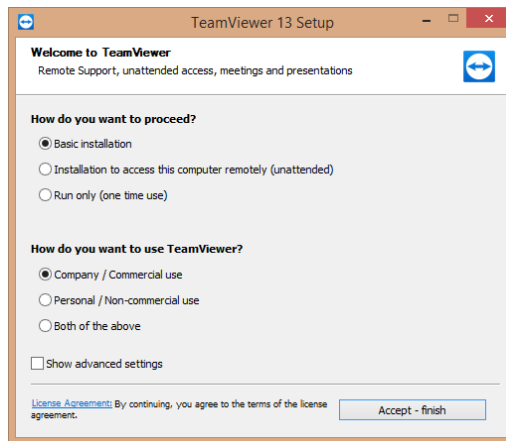 TeamViewer 13 Setup
Welcome to TeamViewer
Remote Support, unattended access, meetings and presentations
How do you want to proceed?
Basic installation
Installation to access this computer remotely (unattended)
Run only (one time use)
How do you want to use TeamViewer?
Company / Commercial use
Personal / Non-commercial use
Both of the above
Show advanced settings
License Agreement: By continuing, you agree to the terms of the license
agreement.
Accept - finish